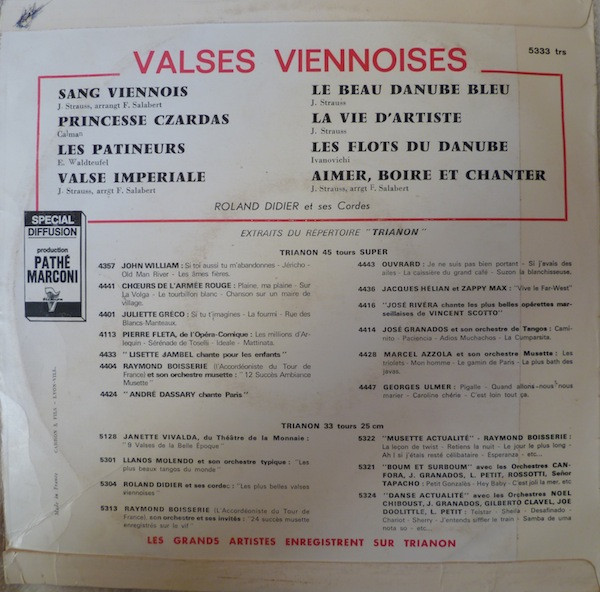 VALSES VIENNOISES
5333 trs
SANG VIENNOIS
J. Strauss, arrangt F. Salabert
PRINCESSE CZARDAS
Calman
LES PATINEURS
E. Waldteufel
VALSE IMPERIALE
J. Strauss, arrgt F. Salabert
LE BEAU DANUBE BLEU
J. Strauss
LA VIE D'ARTISTE
J. Strauss
LES FLOTS DU DANUBE
Ivanovichi
AIMER, BOIRE ET CHANTER
J. Strauss, arrgt F. Salabert
ROLAND DIDIER et ses Cordes
SPECIAL
DIFFUSION
production
PATHÉ
MARCONI
EXTRAITS DU RÉPERTOIRE "TRIANON"
TRIANON 45 tours SUPER
4357 JOHN WILLIAM : Si toi aussi tu m'abandonnes - Jéricho -
Old Man River - Les âmes fières.
4441 CHŒURS DE L'ARMÉE ROUGE : Plaine, ma plaine - Sur
La Volga - Le tourbillon blanc - Chanson sur un maire de
village.
4401 JULIETTE GRÉCO : Si tu t'imagines - La fourmi - Rue des
Blancs-Manteaux.
4113 PIERRE FLETA, de l'Opéra-Comique : Les millions d'Ar-
lequin - Sérénade de Toselli - Idéale - Mattinata.
4433 "LISETTE JAMBEL chante pour les enfants"
4404 RAYMOND BOISSERIE (l'Accordéoniste du Tour de
France) et son orchestre musette : "12 Succès Ambiance
Musette"
4424 "ANDRÉ DASSARY chante Paris"
4443 OUVRARD : Je ne suis pas bien portant - Si j'avais des
ailes - La caissière du grand café - Suzon la blanchisseuse.
4436 JACQUES HÉLIAN et ZAPPY MAX : "Vive le Far-West"
4416 "JOSÉ RIVÉRA chante les plus belles opérettes mar-
seillaises de VINCENT SCOTTO"
4414 JOSÉ GRANADOS et son orchestre de Tangos : Cami-
nito - Paciencia - Adios Muchachos - La Cumparsita.
4428 MARCEL AZZOLA et son orchestre Musette : Les
triolets - Mon homme - Le gamin de Paris - La plus bath des
javas.
4447 GEORGES ULMER : Pigalle - Quand allons-nous nous
marier - Caroline chérie - C'est loin tout ça.
TRIANON 33 tours 25 cm
5128 JANETTE VIVALDA, du Théâtre de la Monnaie :
"9 Valses de la Belle Époque"
5301 LLANOS MOLENDO et son orchestre typique : "Les
plus beaux tangos du monde"
5304 ROLAND DIDIER et ses cordes : "Les plus belles valses
viennoises"
5313 RAYMOND BOISSERIE (l'Accordéoniste du Tour de
France), son orchestre et ses invités : "24 succès musette
enregistrés sur le vif"
5322 "MUSETTE ACTUALITÉ" - RAYMOND BOISSERIE :
La leçon de twist - Retiens la nuit - Le jour le plus long -
Ah ! si j'étais resté célibataire - Esperanza - etc...
5321 "BOUM ET SURBOUM" avec les Orchestres CAN-
FORA, J. GRANADOS, L. PETIT, ROSSOTTI, Señor
TAPACHO : Petit Gonzalès - Hey Baby - C'est joli la mer, etc
5324 "DANSE ACTUALITÉ" avec les Orchestres NOEL
CHIBOUST, J. GRANADOS, GILBERTO CLAVEL, JOE
DOOLITTLE, L. PETIT : Telstar - Sheila - Desafinado -
Chariot - Sherry - J'entends siffler le train - Samba de uma
nota so - etc...
LES GRANDS ARTISTES ENREGISTRENT SUR TRIANON
Made in France